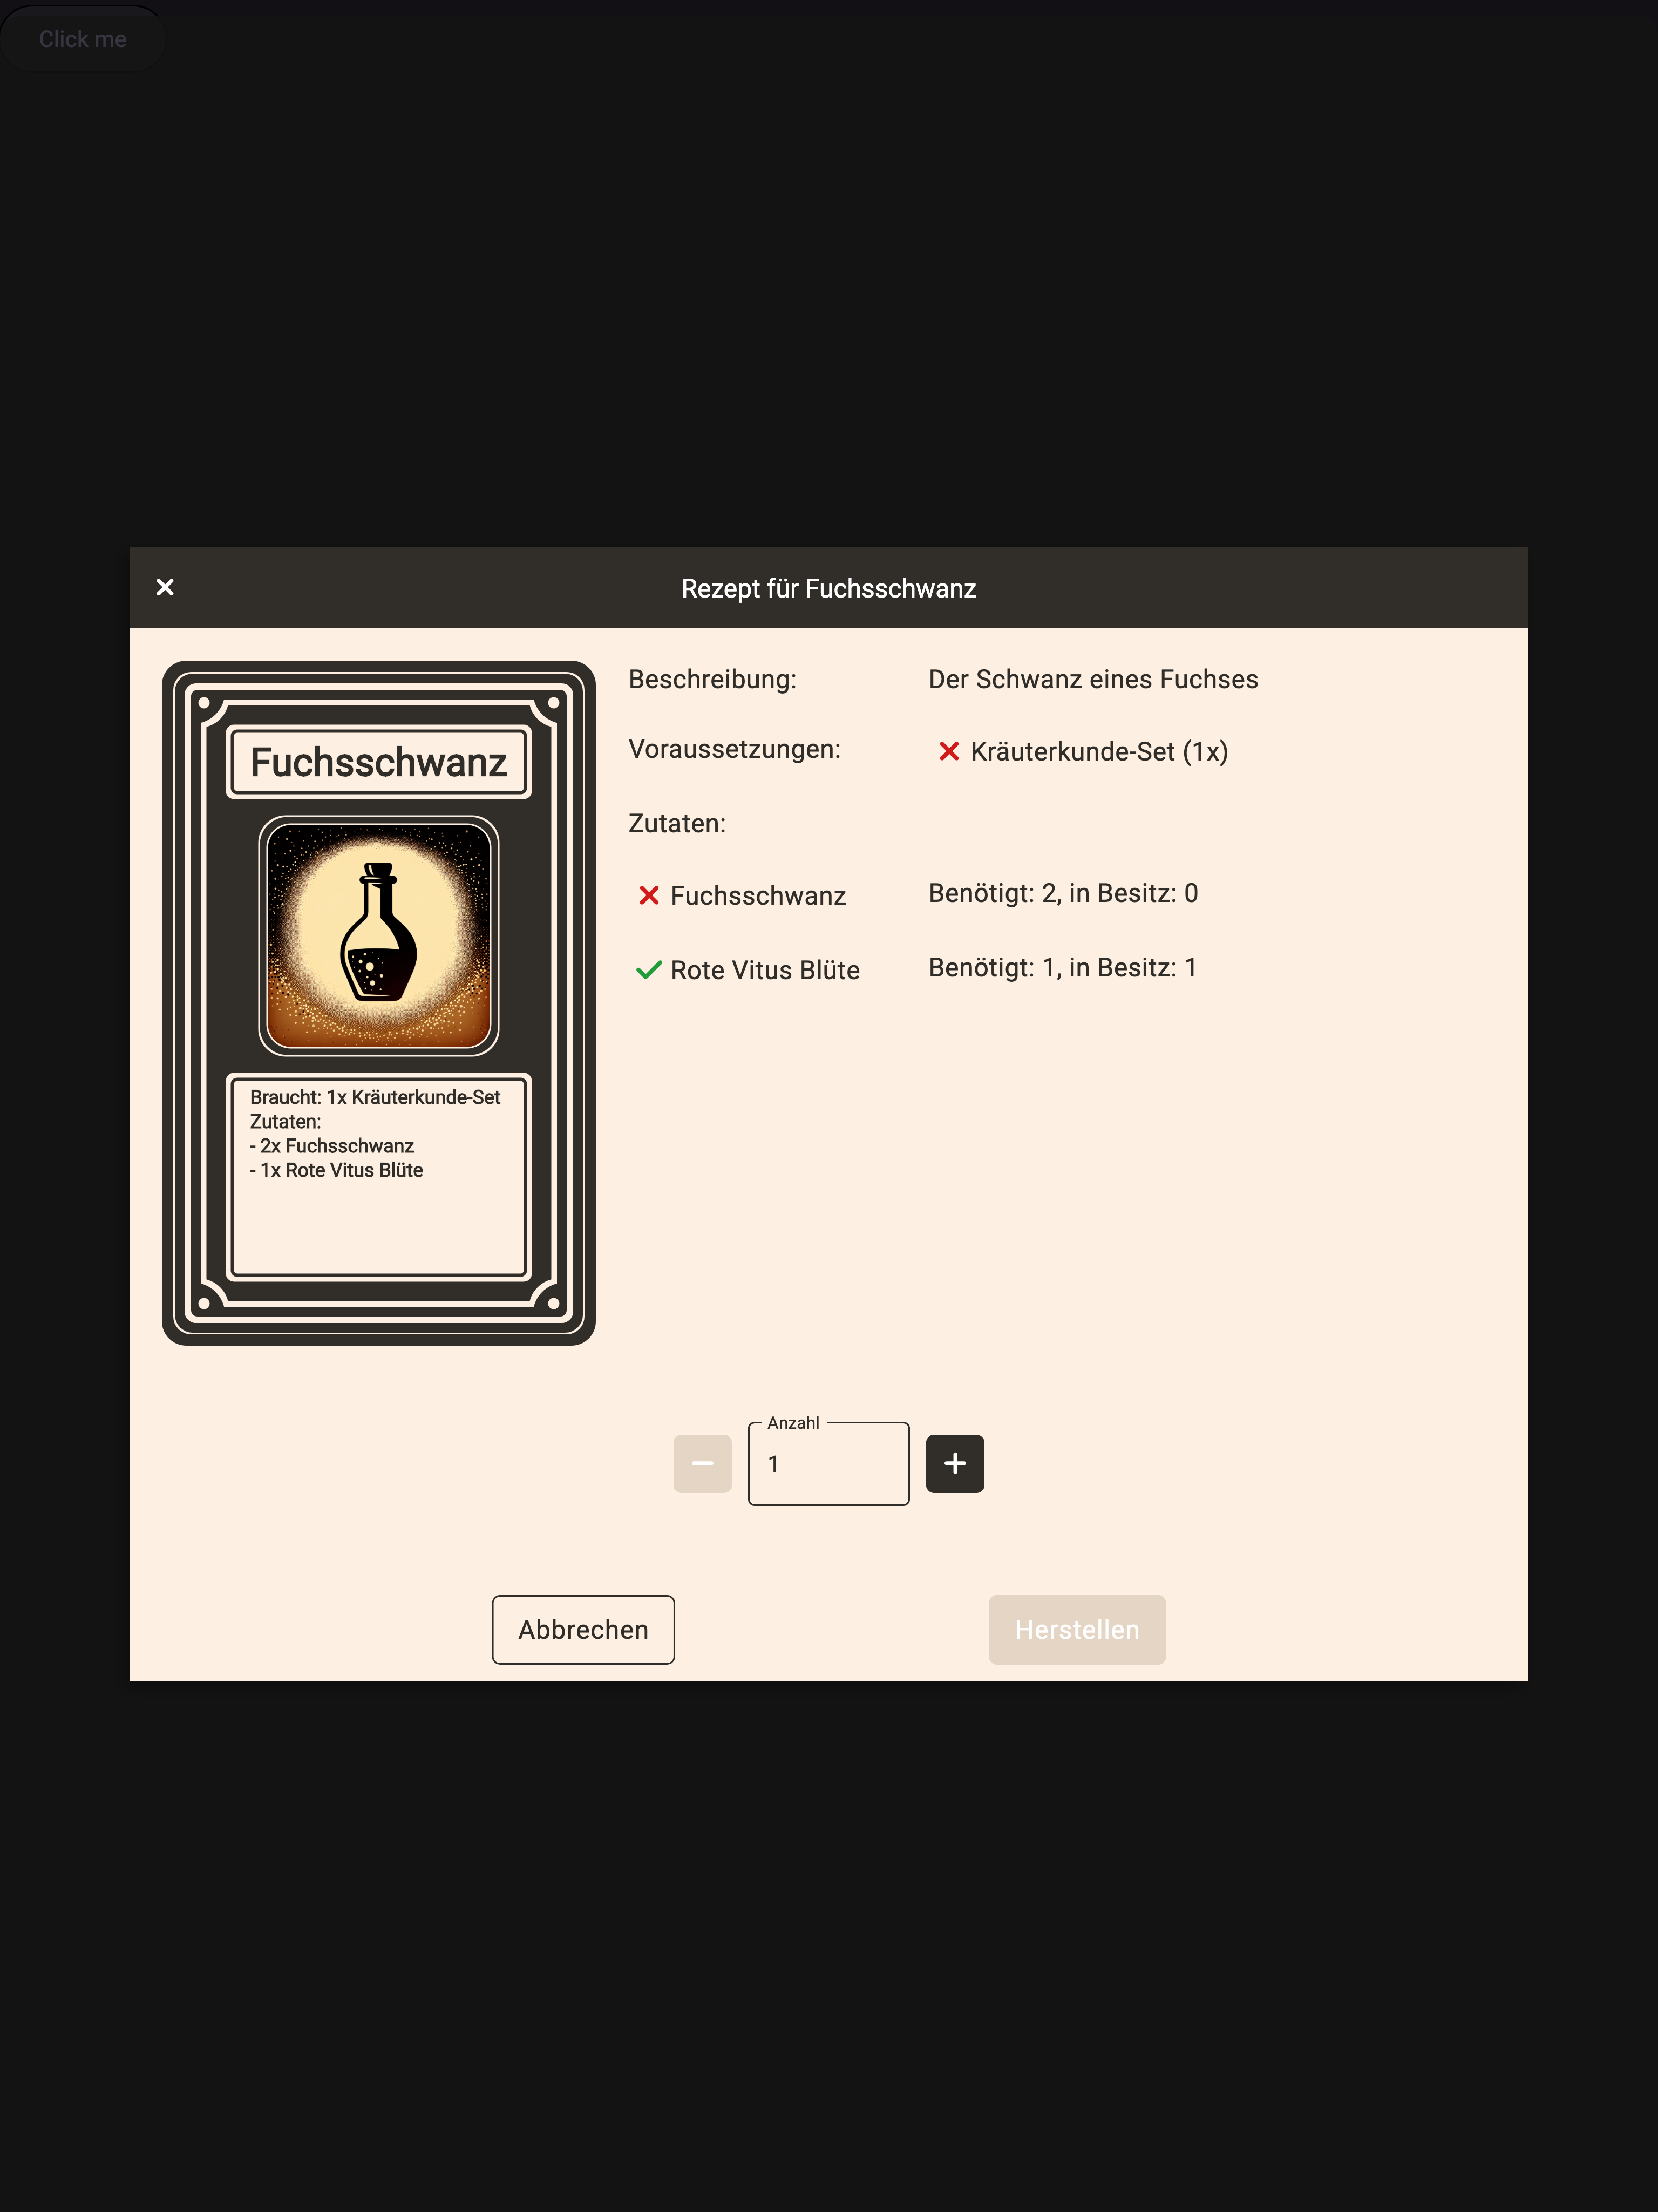 Click me
Rezept für Fuchsschwanz
Fuchsschwanz
Braucht: 1x Kräuterkunde-Set
Zutaten:
- 2x Fuchsschwanz
- 1x Rote Vitus Blüte
Beschreibung: Der Schwanz eines Fuchses
Voraussetzungen: Kräuterkunde-Set (1x)
Zutaten:
Fuchsschwanz Benötigt: 2, in Besitz: 0
Rote Vitus Blüte Benötigt: 1, in Besitz: 1
Anzahl
1
Abbrechen Herstellen